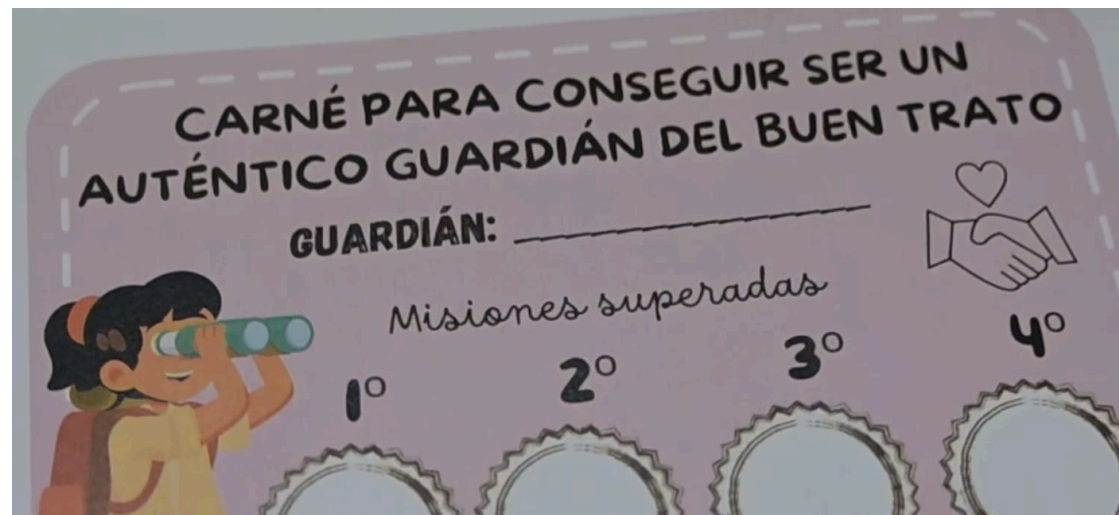 CARNÉ PARA CONSEGUIR SER UN
AUTÉNTICO GUARDIÁN DEL BUEN TRATO
GUARDIÁN:
Misiones superadas
1º 2º 3º 4º